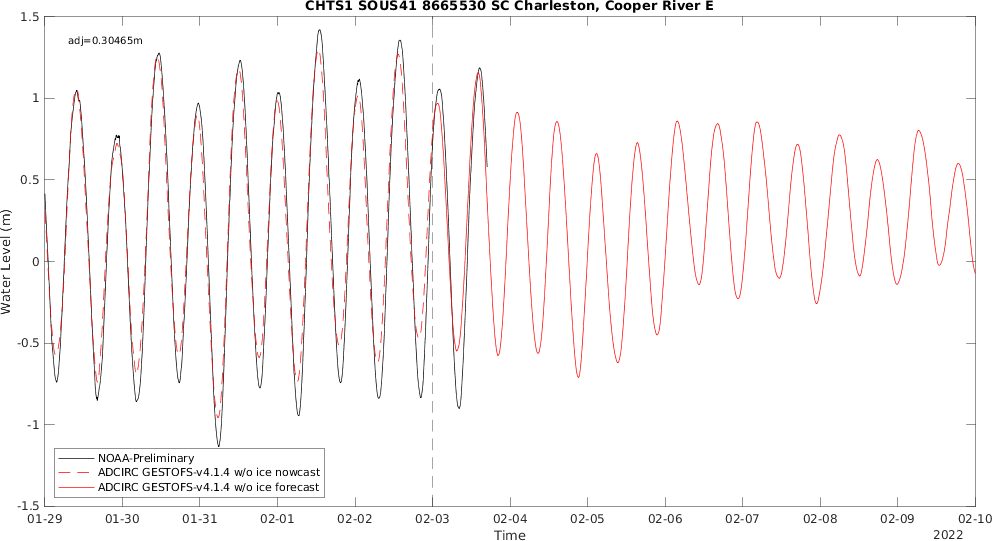 CHTS1 SOUS41 8665530 SC Charleston, Cooper River E
adj=0.30465m
1.5
1
0.5
0
-0.5
-1
-1.5
Water Level (m)
NOAA-Preliminary
ADCIRC GESTOFS-v4.1.4 w/o ice nowcast
ADCIRC GESTOFS-v4.1.4 w/o ice forecast
01-29 01-30 01-31 02-01 02-02 02-03 02-04 02-05 02-06 02-07 02-08 02-09 02-10
Time
2022